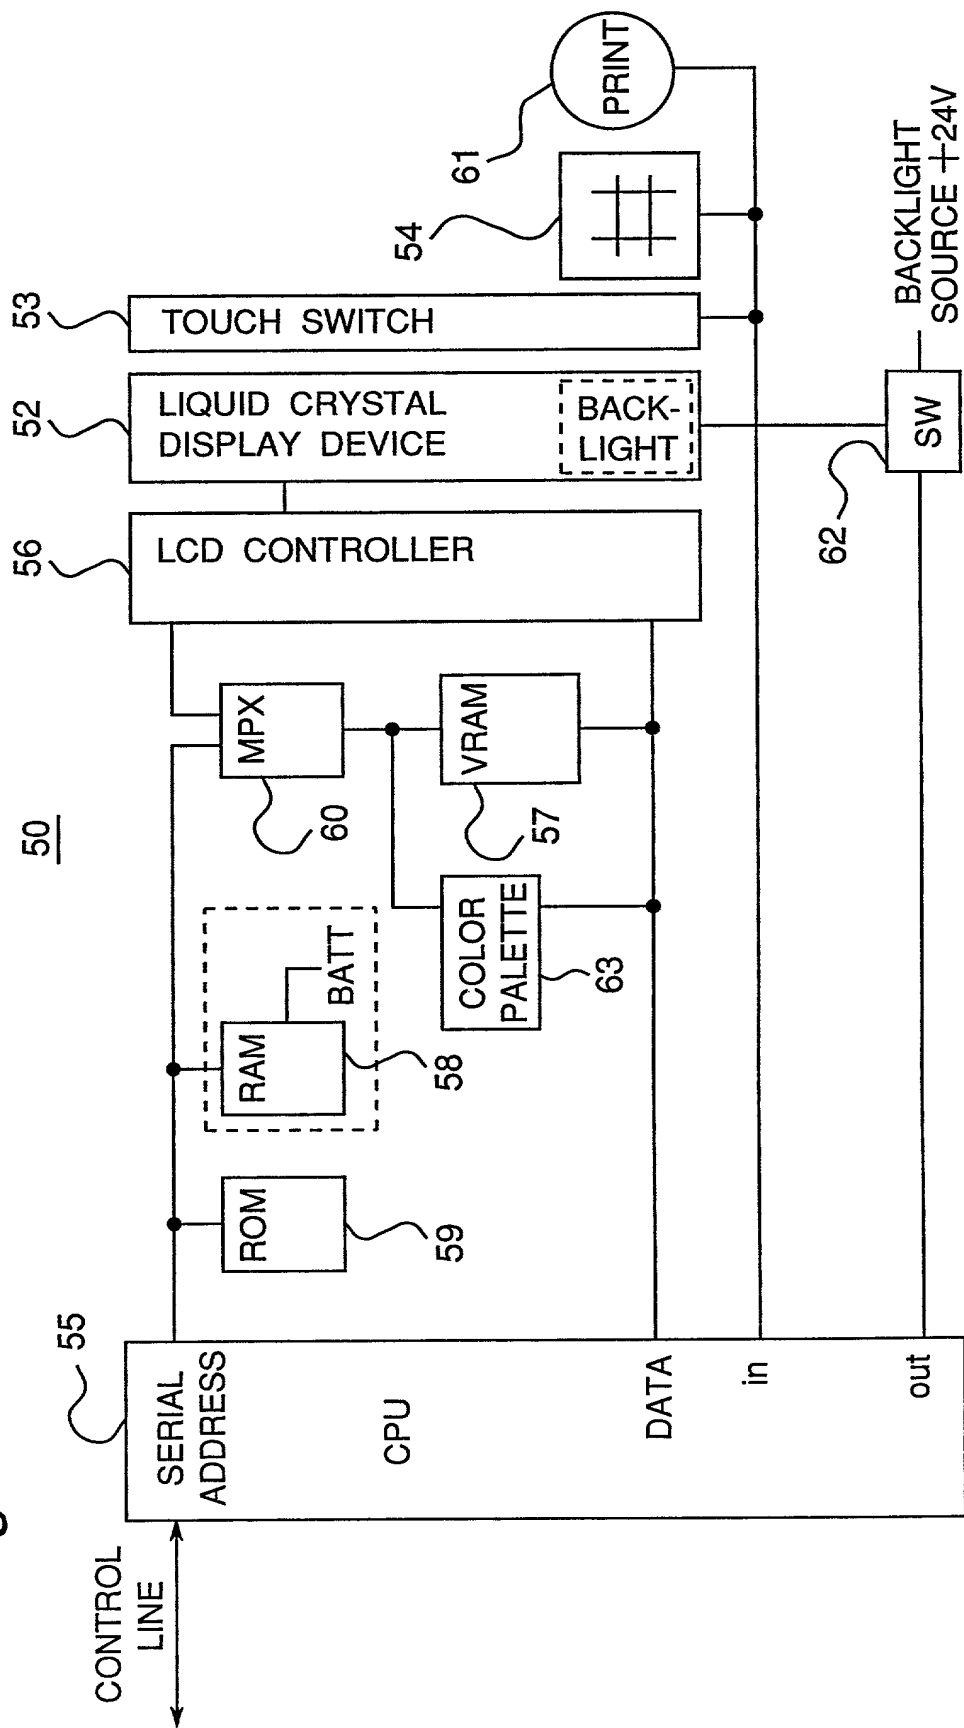 50
CONTROL
LINE
55
SERIAL
ADDRESS
CPU
DATA
in
out
ROM
59
RAM
BATT
58
MPX
60
COLOR
PALETTE
63
VRAM
57
56
LCD CONTROLLER
52
LIQUID CRYSTAL
DISPLAY DEVICE
BACK-
LIGHT
53
TOUCH SWITCH
54
61
PRINT
62
SW
BACKLIGHT
SOURCE +24V